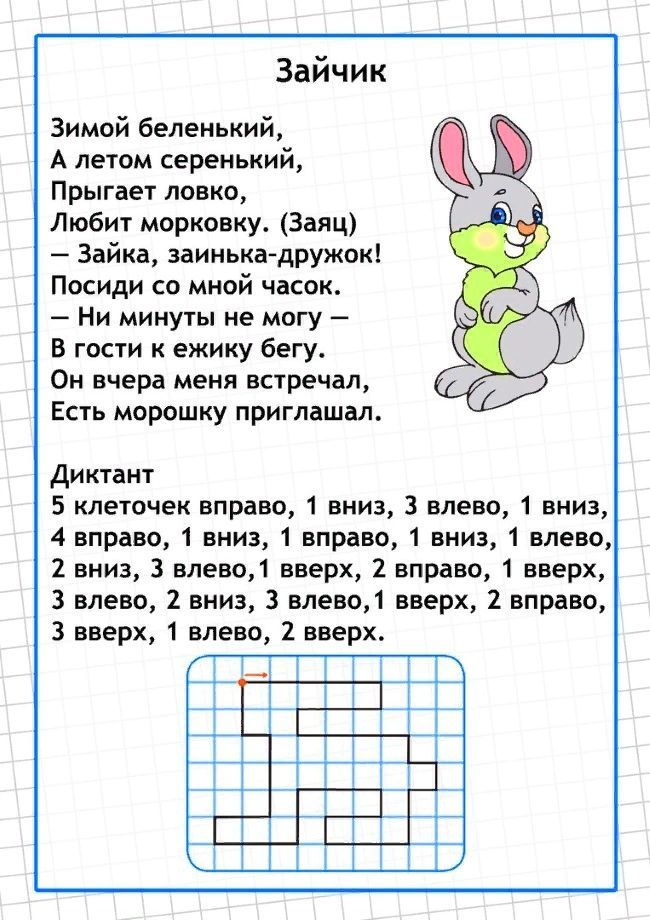 Зайчик
Зимой беленький,
А летом серенький,
Прыгает ловко,
Любит морковку. (Заяц)
— Зайка, заинька-дружок!
Посиди со мной часок.
— Ни минуты не могу —
В гости к ежику бегу.
Он вчера меня встречал,
Есть морошку приглашал.
Диктант
5 клеточек вправо, 1 вниз, 3 влево, 1 вниз,
4 вправо, 1 вниз, 1 вправо, 1 вниз, 1 влево,
2 вниз, 3 влево,1 вверх, 2 вправо, 1 вверх,
3 влево, 2 вниз, 3 влево,1 вверх, 2 вправо,
3 вверх, 1 влево, 2 вверх.